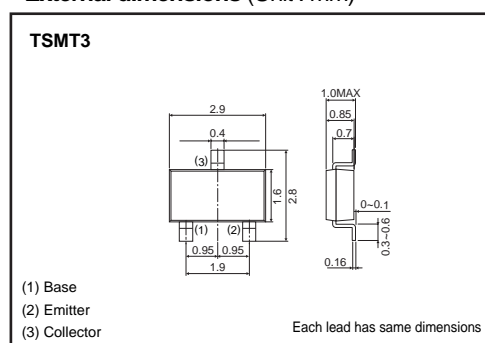 External dimensions (Unit : mm)
TSMT3
1.0MAX
2.9
0.85
0.4
0.7
(3)
1.6
2.8
0~0.1
(1)
(2)
0.3~0.6
0.95
0.95
0.16
1.9
(1) Base
(2) Emitter
(3) Collector
Each lead has same dimensions